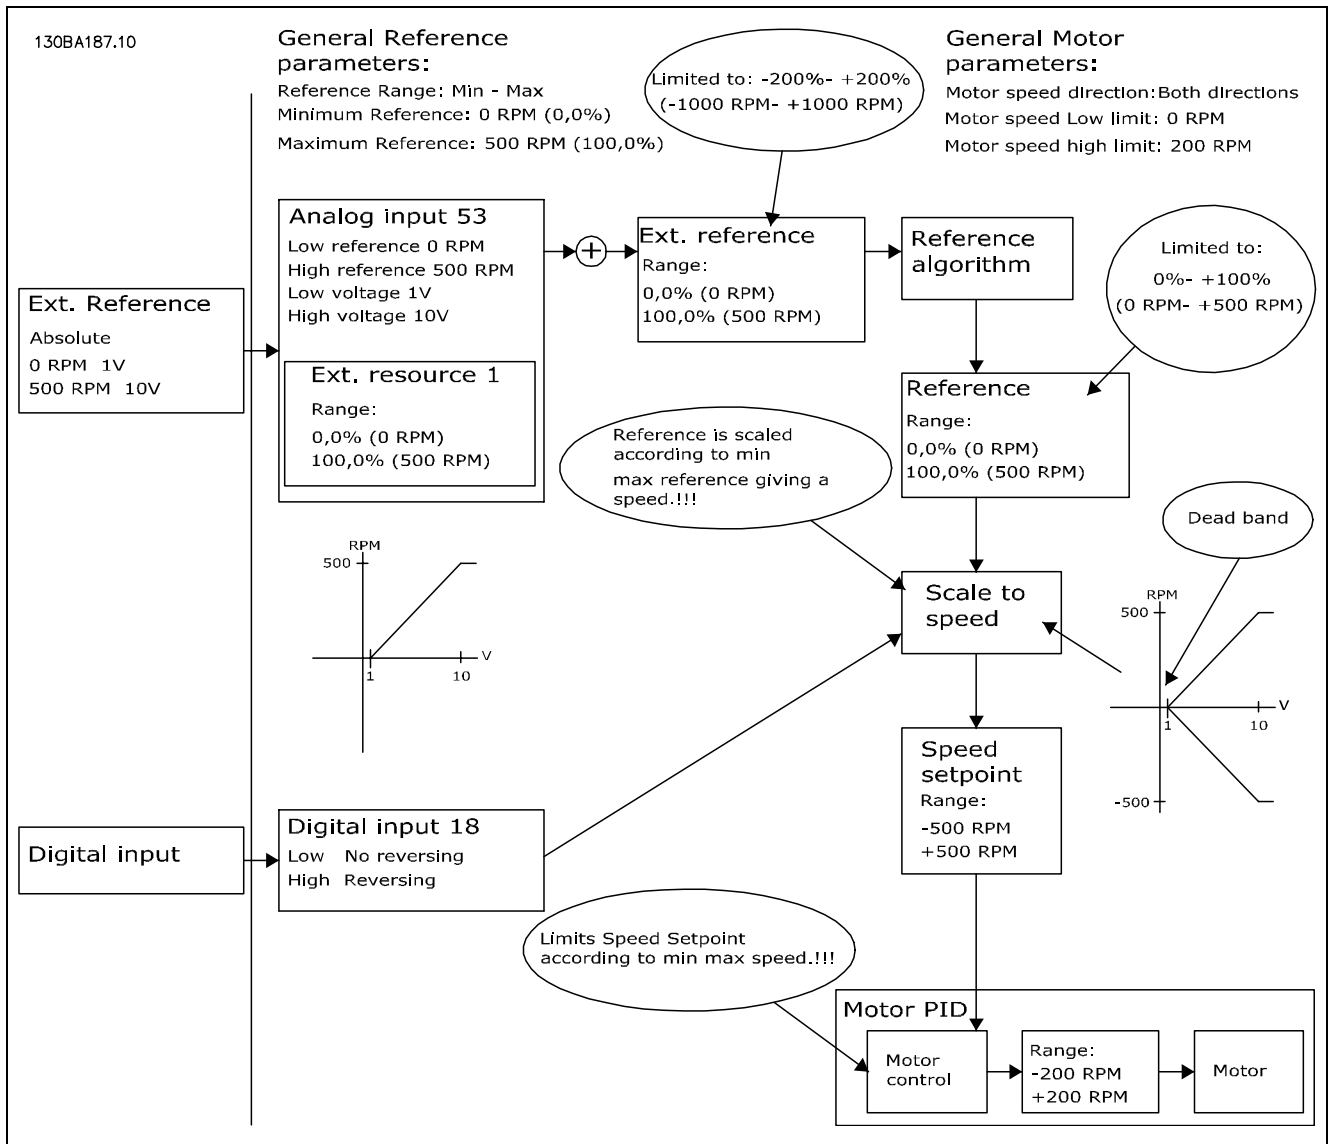 130BA187.10
General Reference
parameters:
Reference Range: Min - Max
Minimum Reference: 0 RPM (0,0%)
Maximum Reference: 500 RPM (100,0%)
Limited to: -200%- +200%
(-1000 RPM- +1000 RPM)
General Motor
parameters:
Motor speed direction:Both directions
Motor speed Low limit: 0 RPM
Motor speed high limit: 200 RPM
Ext. Reference
Absolute
0 RPM 1V
500 RPM 10V
Analog input 53
Low reference 0 RPM
High reference 500 RPM
Low voltage 1V
High voltage 10V
Ext. resource 1
Range:
0,0% (0 RPM)
100,0% (500 RPM)
+
Ext. reference
Range:
0,0% (0 RPM)
100,0% (500 RPM)
Reference
algorithm
Limited to:
0%- +100%
(0 RPM- +500 RPM)
Reference
Range:
0,0% (0 RPM)
100,0% (500 RPM)
Reference is scaled
according to min
max reference giving a
speed.!!!
Dead band
RPM
500
V
1
10
Scale to
speed
RPM
500
V
1
10
-500
Speed
setpoint
Range:
-500 RPM
+500 RPM
Digital input
Digital input 18
Low No reversing
High Reversing
Limits Speed Setpoint
according to min max speed.!!!
Motor PID
Motor
control
Range:
-200 RPM
+200 RPM
Motor